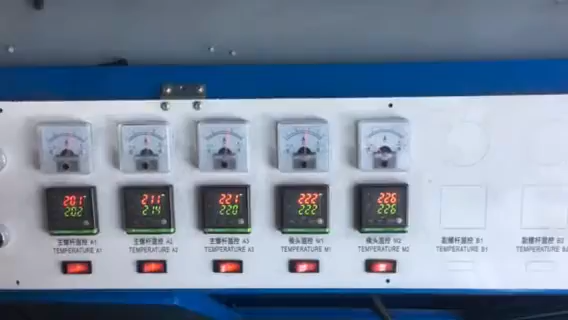 201
202
211
214
221
220
222
222
226
226
主螺杆温控 A1
TEMPERATURE A1
主螺杆温控 A2
TEMPERATURE A2
主螺杆温控 A3
TEMPERATURE A3
模头温控 M1
TEMPERATURE M1
模头温控 M2
TEMPERATURE M2
副螺杆温控 B1
TEMPERATURE B1
副螺杆温控 B2
TEMPERATURE B2